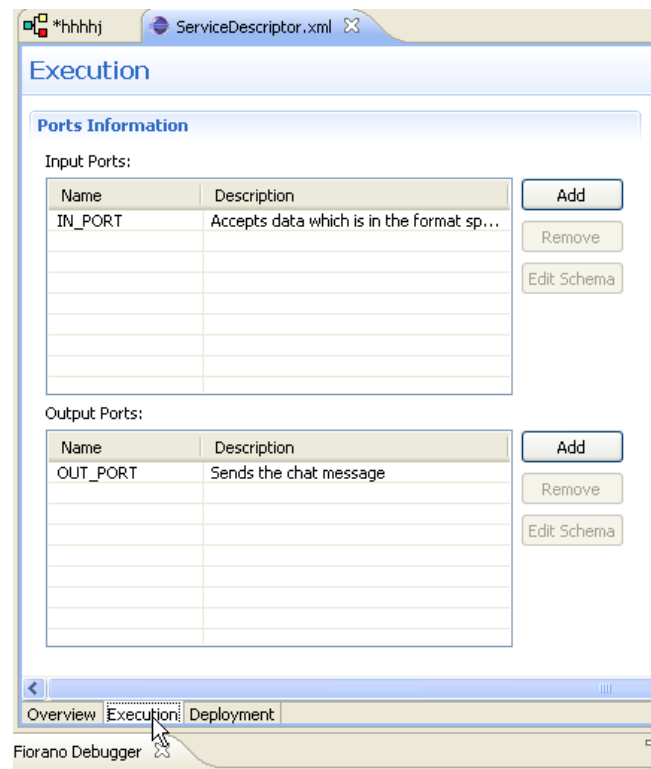 *hhhhj ServiceDescriptor.xml
Execution
Ports Information
Input Ports:
Name Description Add
IN_PORT Accepts data which is in the format sp...
Remove
Edit Schema
Output Ports:
Name Description Add
OUT_PORT Sends the chat message
Remove
Edit Schema
Overview Execution Deployment
Fiorano Debugger